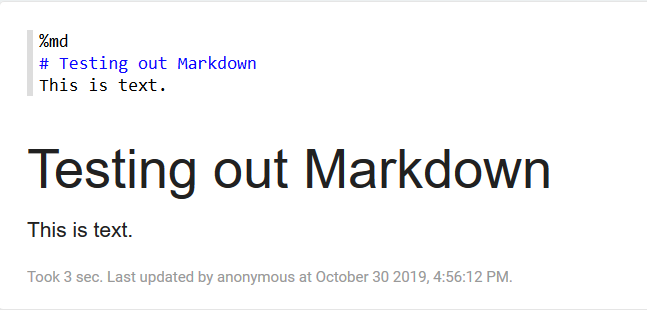 %md
# Testing out Markdown
This is text.
Testing out Markdown
This is text.
Took 3 sec. Last updated by anonymous at October 30 2019, 4:56:12 PM.